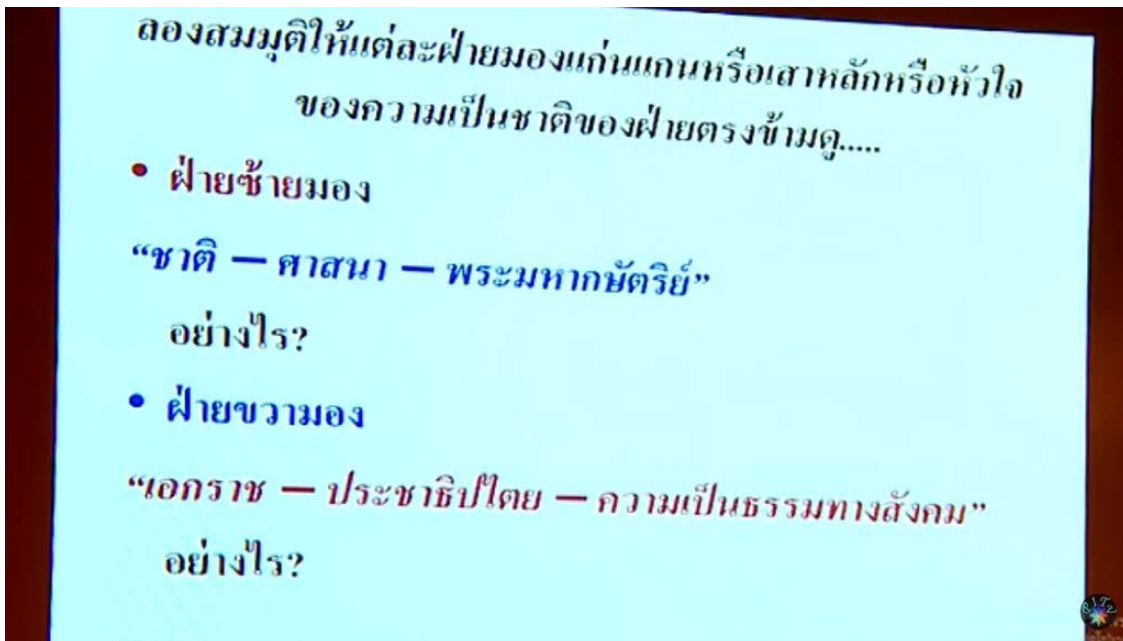 ลองสมมุติให้แต่ละฝ่ายมองแก่นแกนหรือเสาหลักหรือหัวใจ
ของความเป็นชาติของฝ่ายตรงข้ามดู.....
• ฝ่ายซ้ายมอง
“ชาติ — ศาสนา — พระมหากษัตริย์”
อย่างไร?
• ฝ่ายขวามอง
“เอกราช — ประชาธิปไตย — ความเป็นธรรมทางสังคม”
อย่างไร?